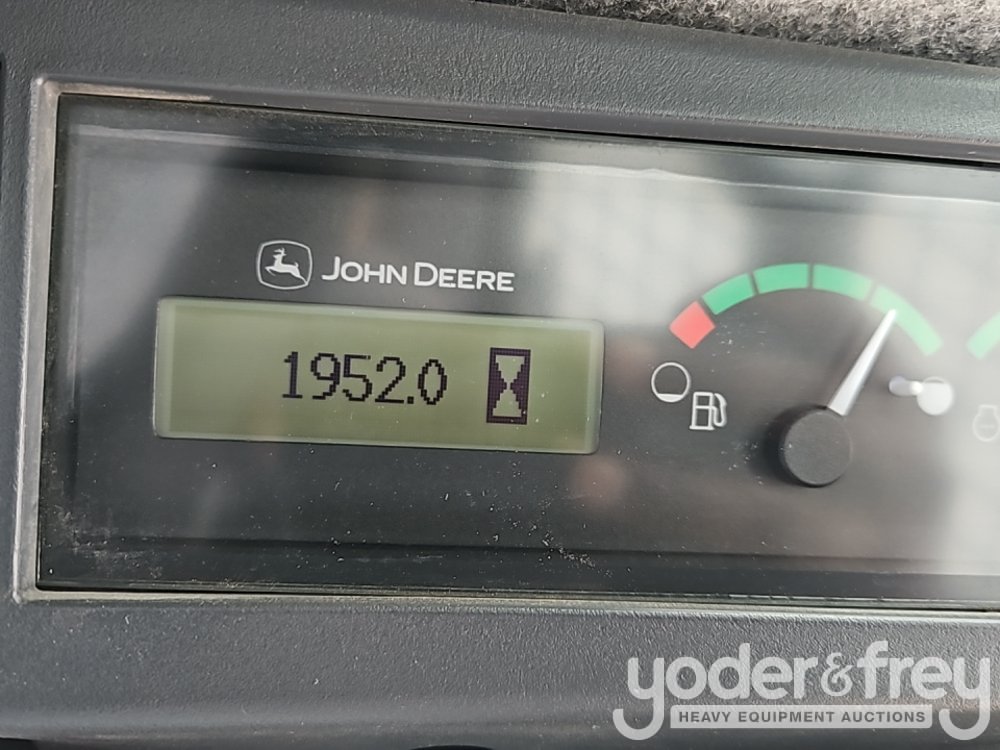 JOHN DEERE
1952.0
yoder&frey
HEAVY EQUIPMENT AUCTIONS